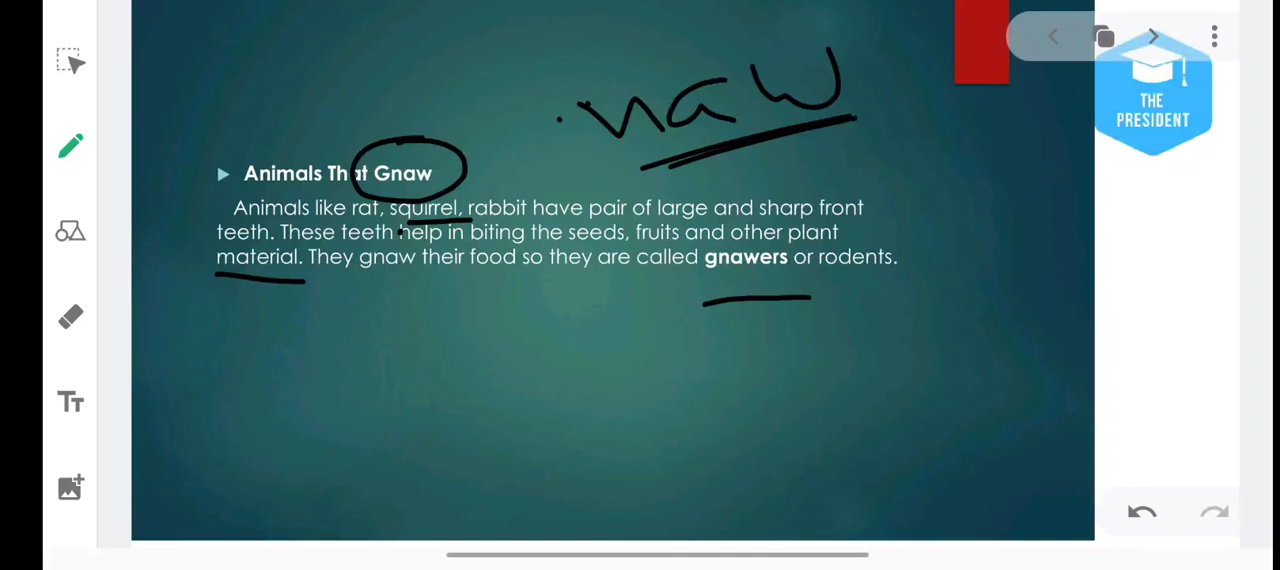 naw
THE
PRESIDENT
Animals That Gnaw
Animals like rat, squirrel, rabbit have pair of large and sharp front
teeth. These teeth help in biting the seeds, fruits and other plant
material. They gnaw their food so they are called gnawers or rodents.
TT